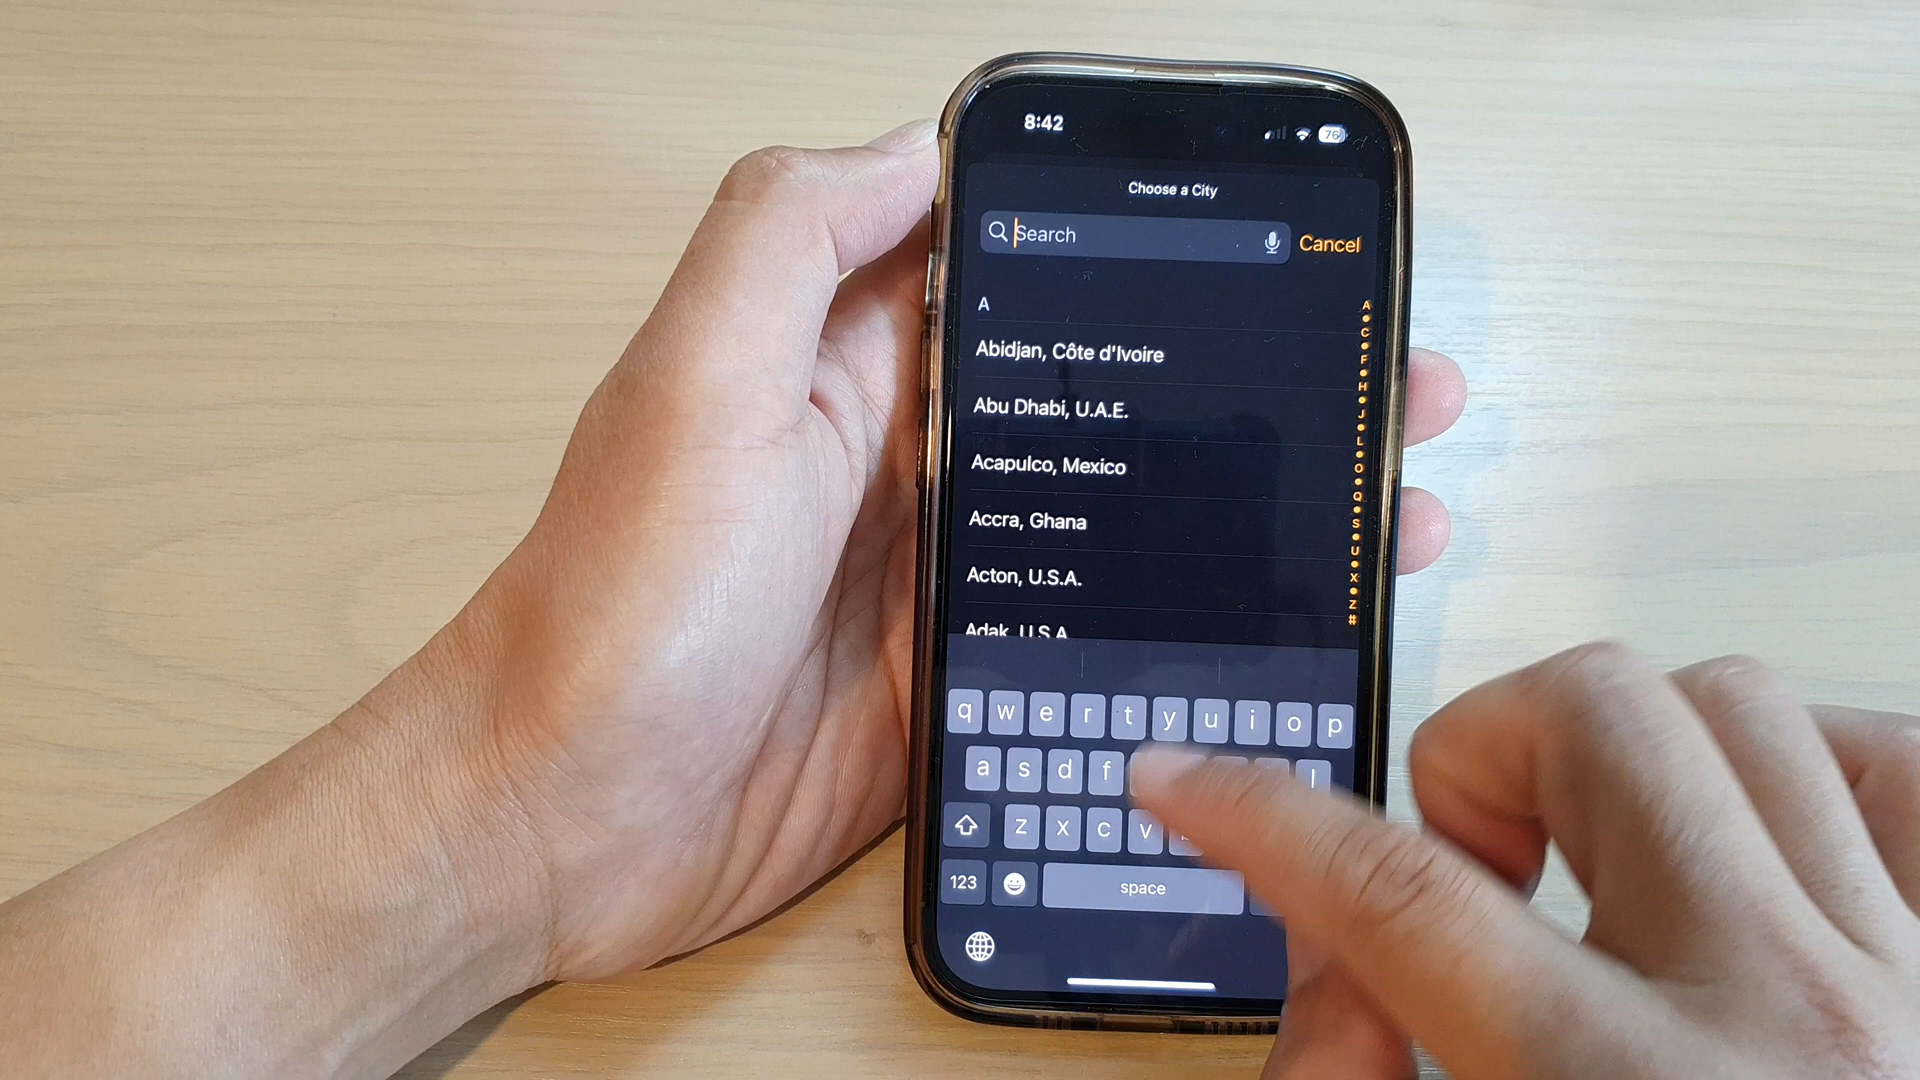 8:42
76
Choose a City
Search
Cancel
A
Abidjan, Côte d'Ivoire
Abu Dhabi, U.A.E.
Acapulco, Mexico
Accra, Ghana
Acton, U.S.A.
Adak, U.S.A.
A
C
F
H
J
L
O
Q
S
U
X
Z
#
q w e r t y u i o p
a s d f l
z x c v
123 space